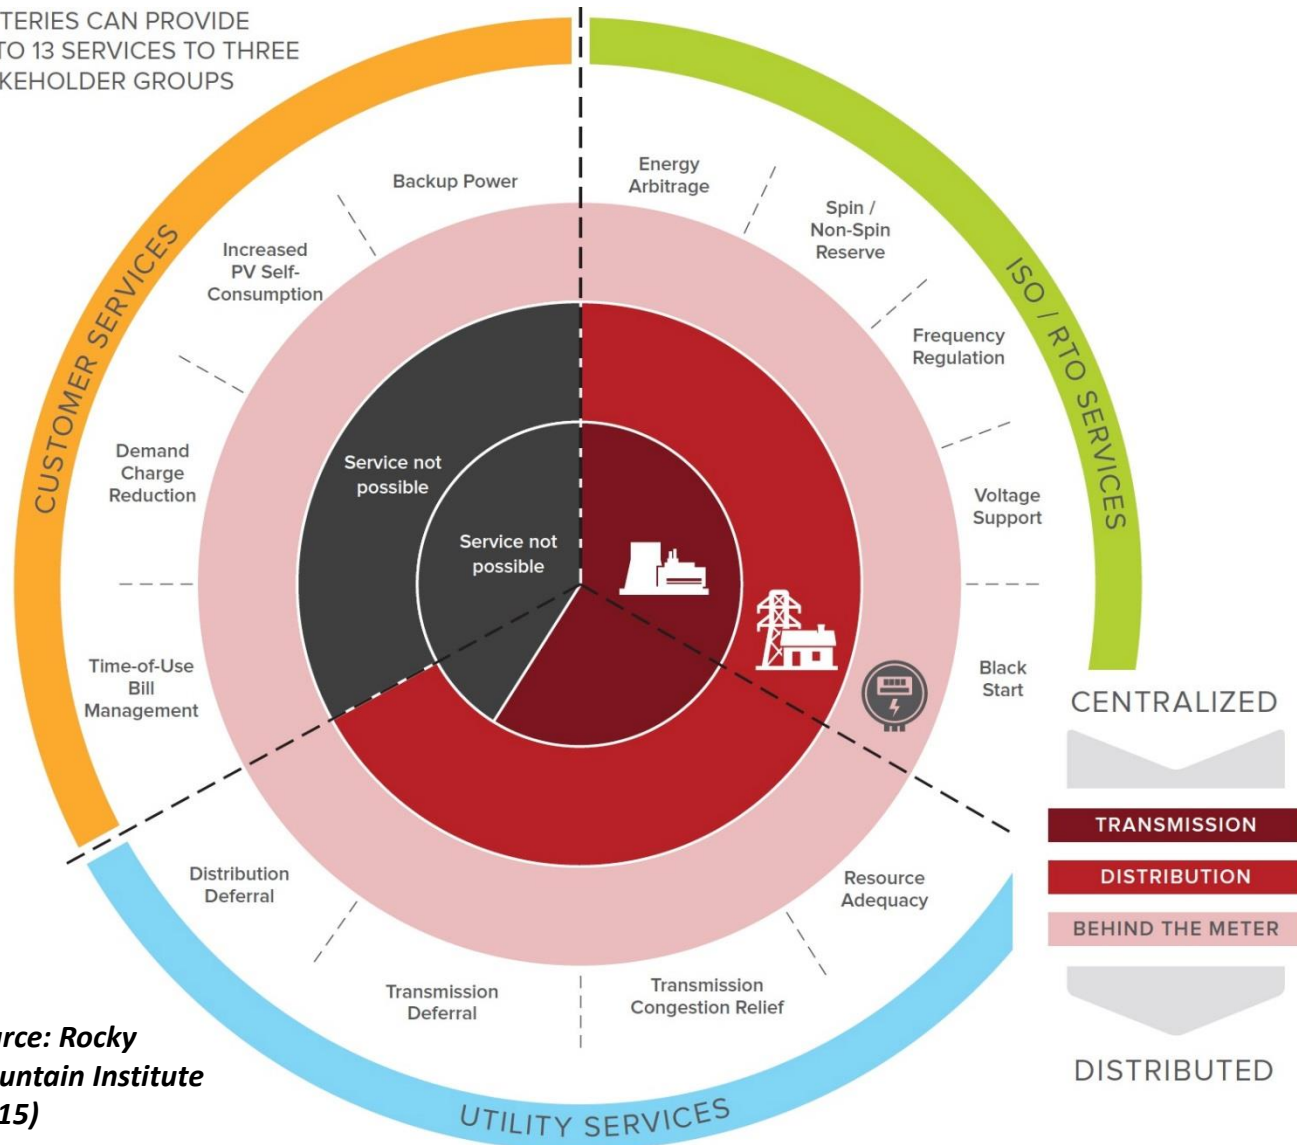 TERIES CAN PROVIDE
TO 13 SERVICES TO THREE
KEHOLDER GROUPS
CUSTOMER SERVICES
ISO / RTO SERVICES
UTILITY SERVICES
Backup Power
Increased
PV Self-
Consumption
Demand
Charge
Reduction
Time-of-Use
Bill
Management
Energy
Arbitrage
Spin /
Non-Spin
Reserve
Frequency
Regulation
Voltage
Support
Black
Start
Service not
possible
Service not
possible
Distribution
Deferral
Transmission
Deferral
Transmission
Congestion Relief
Resource
Adequacy
CENTRALIZED
TRANSMISSION
DISTRIBUTION
BEHIND THE METER
DISTRIBUTED
urce: Rocky
untain Institute
15)